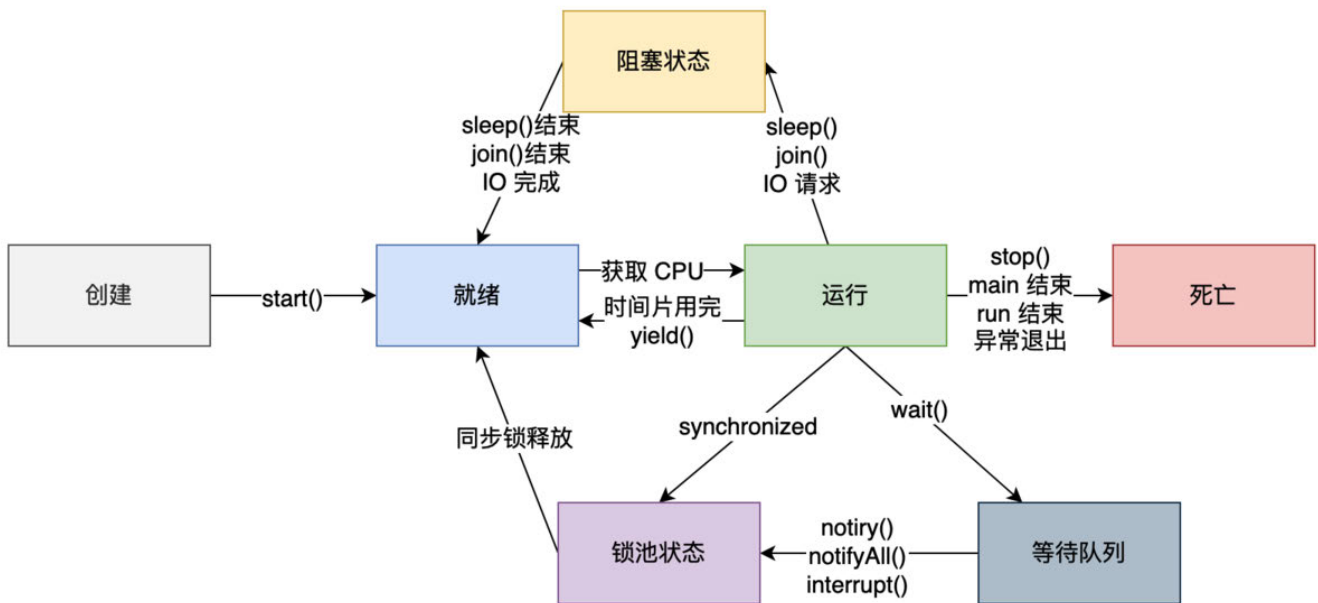 阻塞状态
sleep()结束
join()结束
IO 完成
sleep()
join()
IO 请求
创建
start()
就绪
获取 CPU
时间片用完
yield()
运行
stop()
main 结束
run 结束
异常退出
死亡
同步锁释放
synchronized
wait()
锁池状态
notiry()
notifyAll()
interrupt()
等待队列